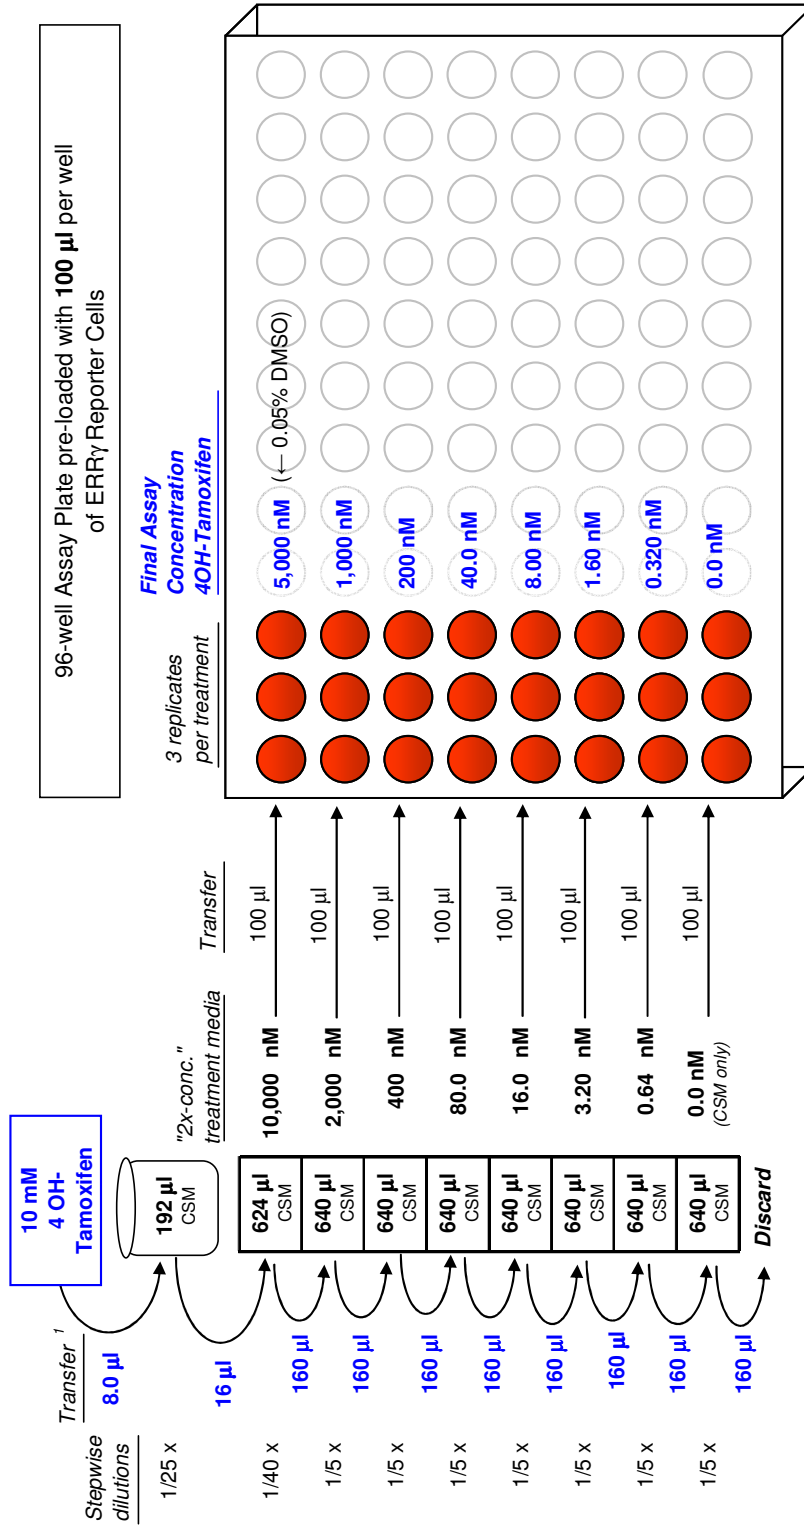 96-well Assay Plate pre-loaded with 100 µl per well
of ERRγ Reporter Cells
Stepwise
dilutions
1/25 x
1/40 x
1/5 x
1/5 x
1/5 x
1/5 x
1/5 x
1/5 x
1/5 x
Transfer 1
8.0 µl
16 µl
160 µl
160 µl
160 µl
160 µl
160 µl
160 µl
160 µl
160 µl
10 mM
4 OH-
Tamoxifen
192 µl
CSM
624 µl
CSM
640 µl
CSM
640 µl
CSM
640 µl
CSM
640 µl
CSM
640 µl
CSM
640 µl
CSM
640 µl
CSM
Discard
"2x-conc."
treatment media
10,000 nM
2,000 nM
400 nM
80.0 nM
16.0 nM
3.20 nM
0.64 nM
0.0 nM
(CSM only)
Transfer
100 µl
100 µl
100 µl
100 µl
100 µl
100 µl
100 µl
100 µl
3 replicates
per treatment
Final Assay
Concentration
4OH-Tamoxifen
5,000 nM (← 0.05% DMSO)
1,000 nM
200 nM
40.0 nM
8.00 nM
1.60 nM
0.320 nM
0.0 nM